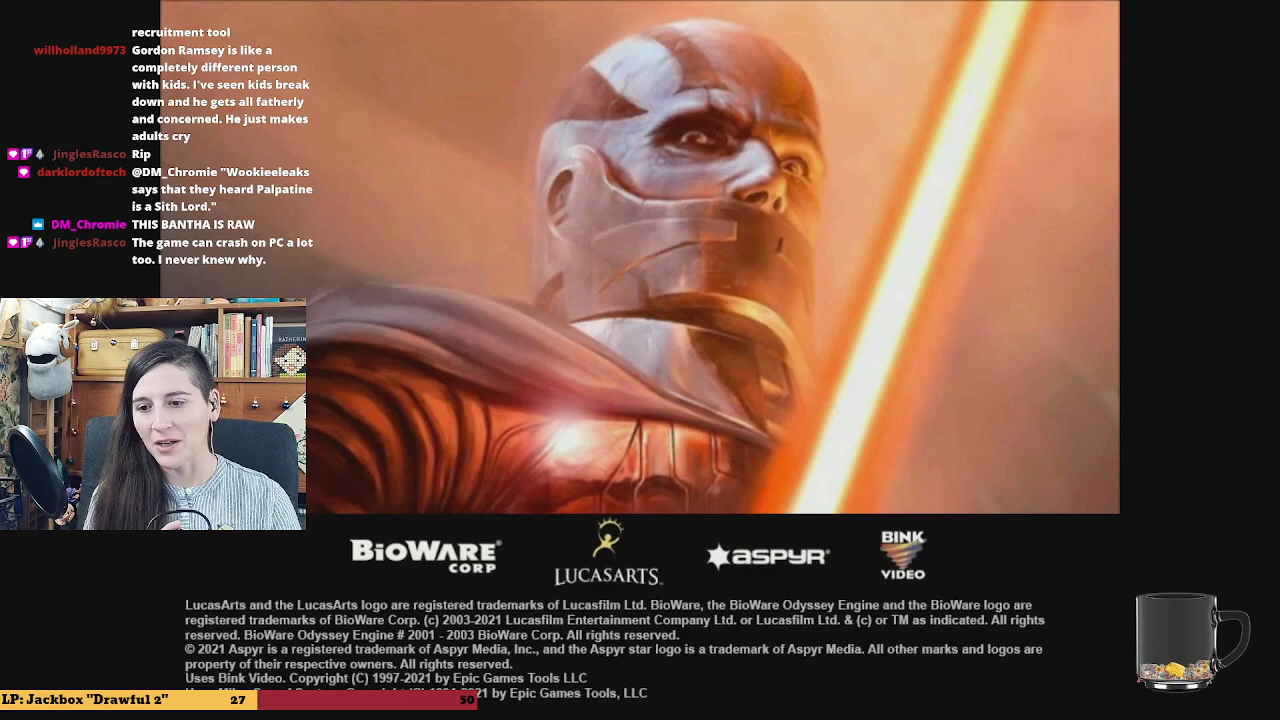 recruitment tool
willholland9973 Gordon Ramsey is like a
completely different person
with kids. I've seen kids break
down and he gets all fatherly
and concerned. He just makes
adults cry
JinglesRasco Rip
darklordoftech @DM_Chromie "Wookieeleaks
says that they heard Palpatine
is a Sith Lord."
DM_Chromie THIS BANTHA IS RAW
JinglesRasco The game can crash on PC a lot
too. I never knew why.
KATHERIN
BIOWARE
CORP
LUCASARTS
ASPYR
BINK
VIDEO
LucasArts and the LucasArts logo are registered trademarks of Lucasfilm Ltd. BioWare, the BioWare Odyssey Engine and the BioWare logo are
registered trademarks of BioWare Corp. (c) 2003-2021 Lucasfilm Entertainment Company Ltd. or Lucasfilm Ltd. & (c) or TM as indicated. All rights
reserved. BioWare Odyssey Engine # 2001 - 2003 BioWare Corp. All rights reserved.
© 2021 Aspyr is a registered trademark of Aspyr Media, Inc., and the Aspyr star logo is a trademark of Aspyr Media. All other marks and logos are
property of their respective owners. All rights reserved.
Uses Bink Video. Copyright (C) 1997-2021 by Epic Games Tools LLC
21 by Epic Games Tools, LLC
LP: Jackbox "Drawful 2" 27 50